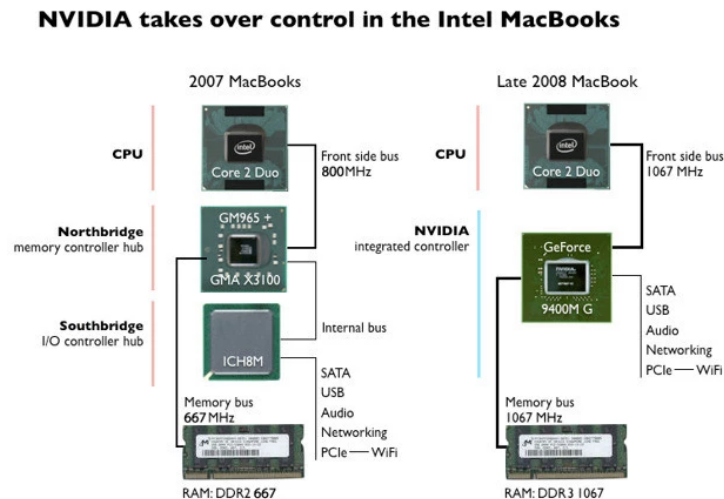 NVIDIA takes over control in the Intel MacBooks
2007 MacBooks
CPU
intel
Core 2 Duo
Front side bus
800MHz
Northbridge
memory controller hub
GM965 +
GMA X3100
Southbridge
I/O controller hub
ICH8M
Internal bus
SATA
USB
Audio
Networking
PCIe — WiFi
Memory bus
667 MHz
RAM: DDR2 667
Late 2008 MacBook
CPU
intel
Core 2 Duo
Front side bus
1067 MHz
NVIDIA
integrated controller
GeForce
NVIDIA
9400M G
SATA
USB
Audio
Networking
PCIe — WiFi
Memory bus
1067 MHz
RAM: DDR3 1067